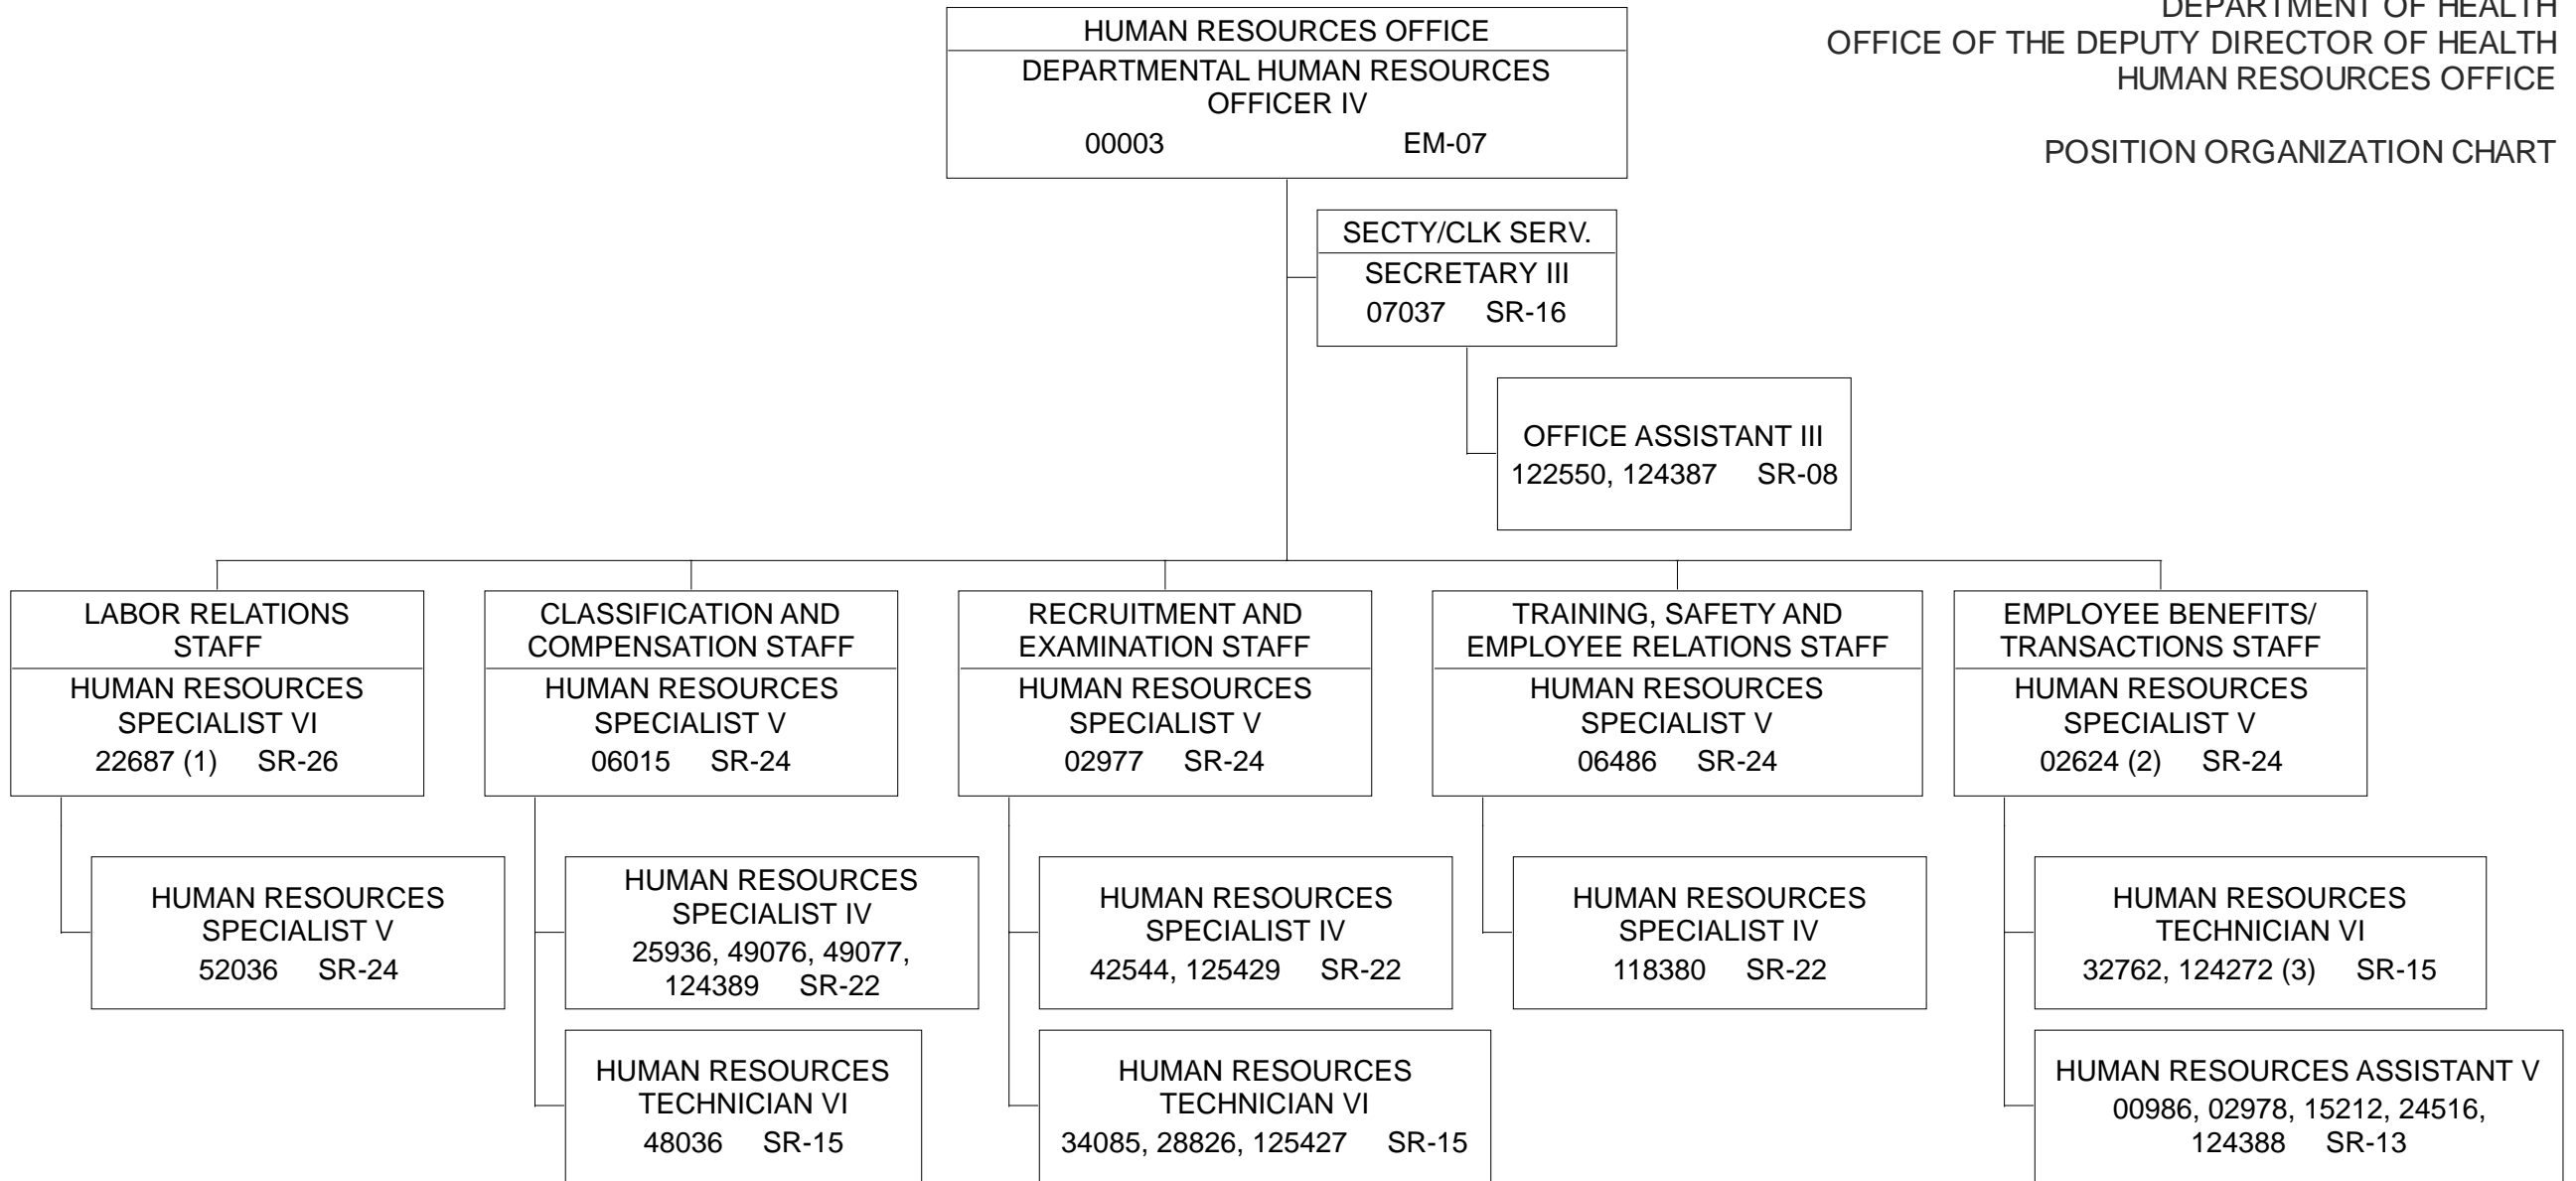 DEPARTMENT OF HEALTH
OFFICE OF THE DEPUTY DIRECTOR OF HEALTH
HUMAN RESOURCES OFFICE
POSITION ORGANIZATION CHART
HUMAN RESOURCES OFFICE
DEPARTMENTAL HUMAN RESOURCES
OFFICER IV
00003 EM-07
SECTY/CLK SERV.
SECRETARY III
07037 SR-16
OFFICE ASSISTANT III
122550, 124387 SR-08
LABOR RELATIONS
STAFF
HUMAN RESOURCES
SPECIALIST VI
22687 (1) SR-26
HUMAN RESOURCES
SPECIALIST V
52036 SR-24
CLASSIFICATION AND
COMPENSATION STAFF
HUMAN RESOURCES
SPECIALIST V
06015 SR-24
HUMAN RESOURCES
SPECIALIST IV
25936, 49076, 49077,
124389 SR-22
HUMAN RESOURCES
TECHNICIAN VI
48036 SR-15
RECRUITMENT AND
EXAMINATION STAFF
HUMAN RESOURCES
SPECIALIST V
02977 SR-24
HUMAN RESOURCES
SPECIALIST IV
42544, 125429 SR-22
HUMAN RESOURCES
TECHNICIAN VI
34085, 28826, 125427 SR-15
TRAINING, SAFETY AND
EMPLOYEE RELATIONS STAFF
HUMAN RESOURCES
SPECIALIST V
06486 SR-24
HUMAN RESOURCES
SPECIALIST IV
118380 SR-22
EMPLOYEE BENEFITS/
TRANSACTIONS STAFF
HUMAN RESOURCES
SPECIALIST V
02624 (2) SR-24
HUMAN RESOURCES
TECHNICIAN VI
32762, 124272 (3) SR-15
HUMAN RESOURCES ASSISTANT V
00986, 02978, 15212, 24516,
124388 SR-13